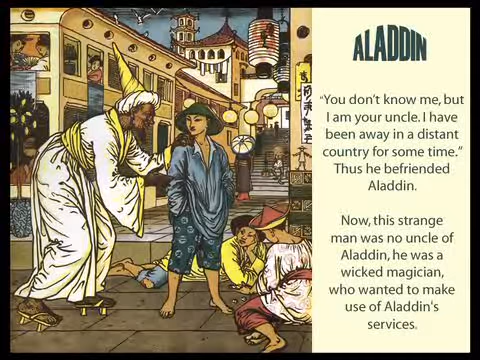 ALADDIN
"You don't know me, but
I am your uncle. I have
been away in a distant
country for some time."
Thus he befriended
Aladdin.
Now, this strange
man was no uncle of
Aladdin, he was a
wicked magician,
who wanted to make
use of Aladdin's
services.